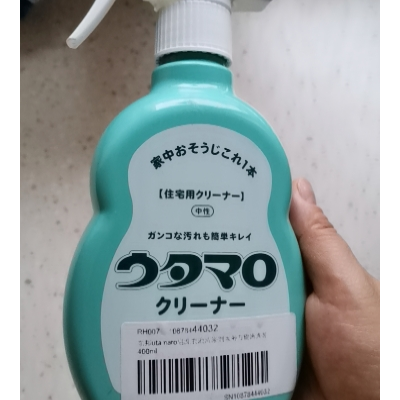 家中おそうじこれ1本
【住宅用クリーナー】
中性
ガンコな汚れも簡単キレイ
ウタマロ
クリーナー
400ml